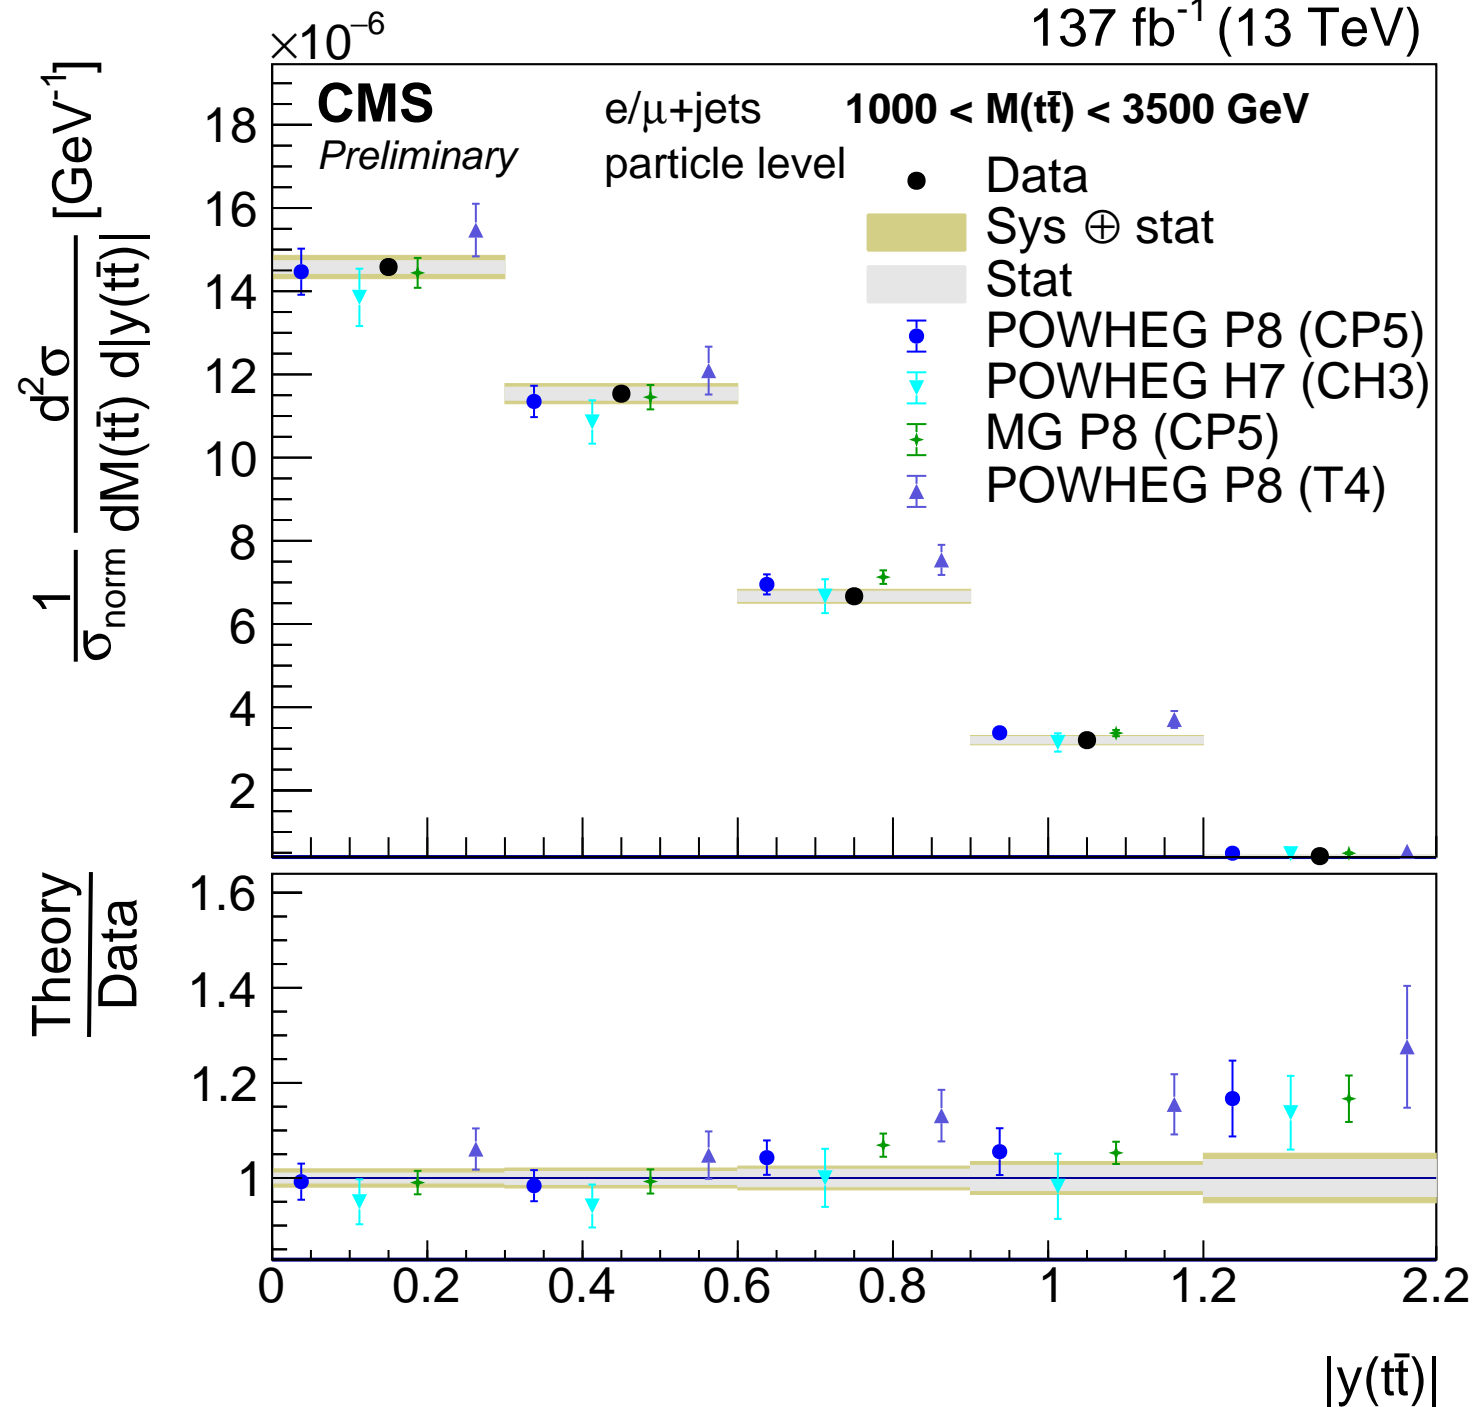 ×10⁻⁶
137 fb⁻¹ (13 TeV)
CMS
Preliminary
e/μ+jets
particle level
1000 < M(tt̄) < 3500 GeV
Data
Sys ⊕ stat
Stat
POWHEG P8 (CP5)
POWHEG H7 (CH3)
MG P8 (CP5)
POWHEG P8 (T4)
1
σnorm
d²σ
dM(tt̄) d|y(tt̄)|
[GeV⁻¹]
18
16
14
12
10
8
6
4
2
Theory
Data
1.6
1.4
1.2
1
0 0.2 0.4 0.6 0.8 1 1.2 2.2
|y(tt̄)|